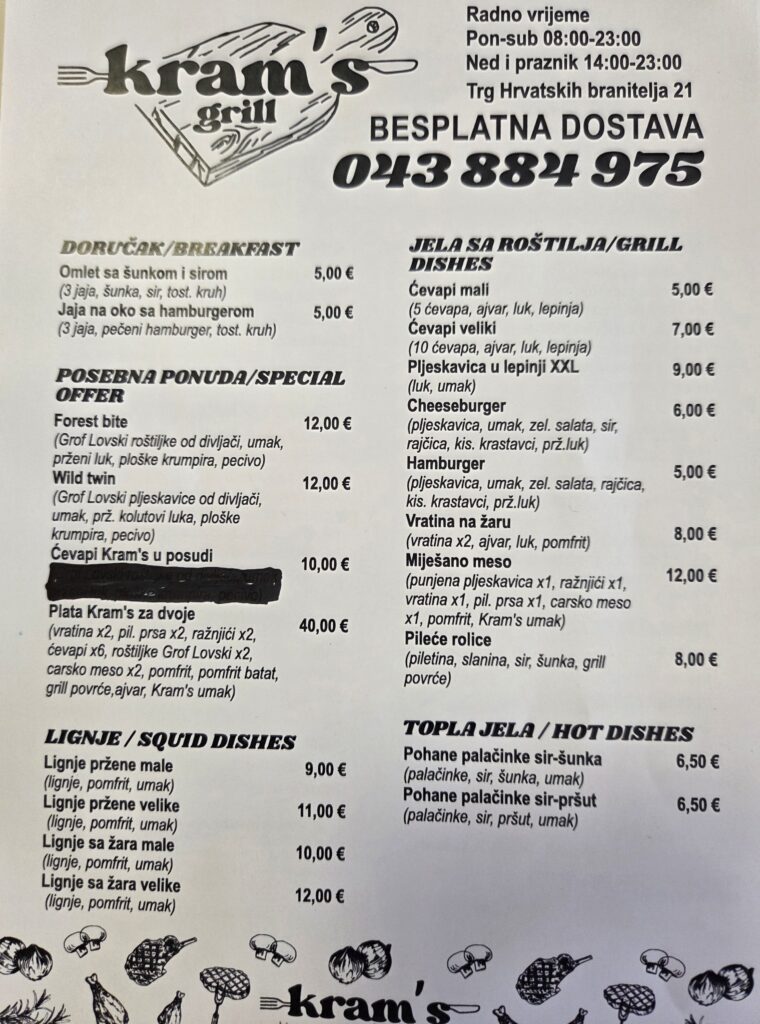 kram's
grill
Radno vrijeme
Pon-sub 08:00-23:00
Ned i praznik 14:00-23:00
Trg Hrvatskih branitelja 21
BESPLATNA DOSTAVA
043 884 975
DORUČAK/BREAKFAST
Omlet sa šunkom i sirom 5,00 €
(3 jaja, šunka, sir, tost. kruh)
Jaja na oko sa hamburgerom 5,00 €
(3 jaja, pečeni hamburger, tost. kruh)
POSEBNA PONUDA/SPECIAL
OFFER
Forest bite 12,00 €
(Grof Lovski roštiljke od divljači, umak,
prženi luk, ploške krumpira, pecivo)
Wild twin 12,00 €
(Grof Lovski pljeskavice od divljači,
umak, prž. kolutovi luka, ploške
krumpira, pecivo)
Ćevapi Kram's u posudi 10,00 €
Plata Kram's za dvoje 40,00 €
(vratina x2, pil. prsa x2, ražnjići x2,
ćevapi x6, roštiljke Grof Lovski x2,
carsko meso x2, pomfrit, pomfrit batat,
grill povrće,ajvar, Kram's umak)
LIGNJE / SQUID DISHES
Lignje pržene male 9,00 €
(lignje, pomfrit, umak)
Lignje pržene velike 11,00 €
(lignje, pomfrit, umak)
Lignje sa žara male 10,00 €
(lignje, pomfrit, umak)
Lignje sa žara velike 12,00 €
(lignje, pomfrit, umak)
JELA SA ROŠTILJA/GRILL
DISHES
Ćevapi mali 5,00 €
(5 ćevapa, ajvar, luk, lepinja)
Ćevapi veliki 7,00 €
(10 ćevapa, ajvar, luk, lepinja)
Pljeskavica u lepinji XXL 9,00 €
(luk, umak)
Cheeseburger 6,00 €
(pljeskavica, umak, zel. salata, sir,
rajčica, kis. krastavci, prž.luk)
Hamburger 5,00 €
(pljeskavica, umak, zel. salata, rajčica,
kis. krastavci, prž.luk)
Vratina na žaru 8,00 €
(vratina x2, ajvar, luk, pomfrit)
Miješano meso 12,00 €
(punjena pljeskavica x1, ražnjići x1,
vratina x1, pil. prsa x1, carsko meso
x1, pomfrit, Kram's umak)
Pileće rolice 8,00 €
(piletina, slanina, sir, šunka, grill
povrće)
TOPLA JELA / HOT DISHES
Pohane palačinke sir-šunka 6,50 €
(palačinke, sir, šunka, umak)
Pohane palačinke sir-pršut 6,50 €
(palačinke, sir, pršut, umak)
kram's